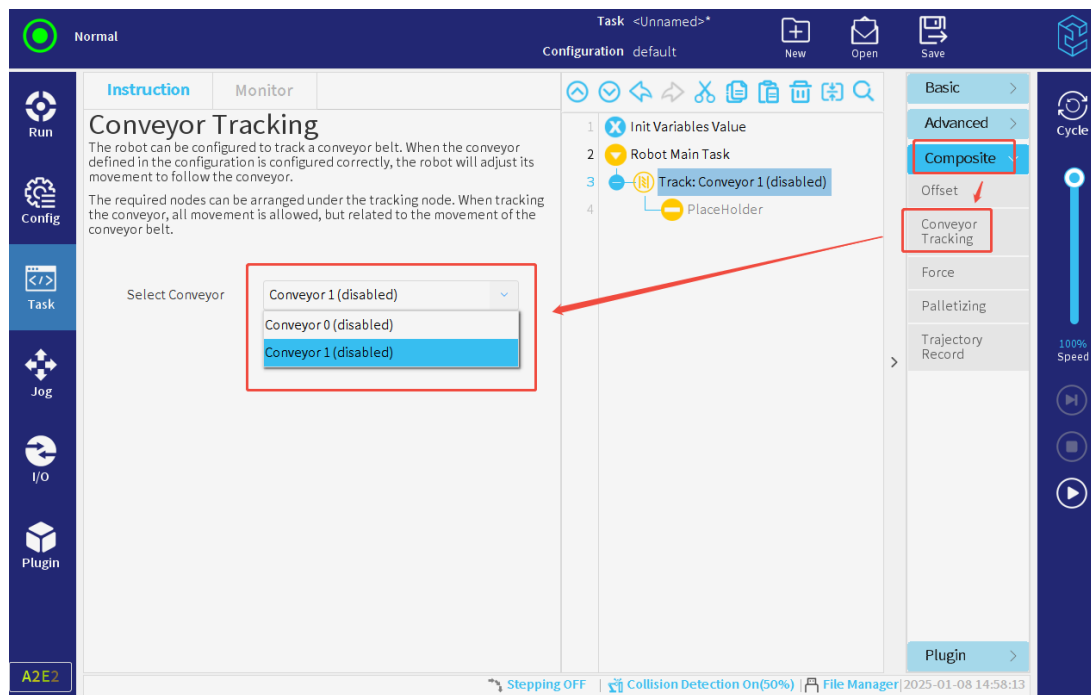 Normal
Task <Unnamed>*
Configuration default
New
Open
Save
Run
Config
Task
Jog
I/O
Plugin
A2E2
Instruction
Monitor
Conveyor Tracking
The robot can be configured to track a conveyor belt. When the conveyor
defined in the configuration is configured correctly, the robot will adjust its
movement to follow the conveyor.
The required nodes can be arranged under the tracking node. When tracking
the conveyor, all movement is allowed, but related to the movement of the
conveyor belt.
Select Conveyor
Conveyor 1 (disabled)
Conveyor 0 (disabled)
Conveyor 1 (disabled)
1 Init Variables Value
2 Robot Main Task
3 Track: Conveyor 1 (disabled)
4 PlaceHolder
Basic
Advanced
Composite
Offset
Conveyor
Tracking
Force
Palletizing
Trajectory
Record
Plugin
Cycle
100%
Speed
Stepping OFF | Collision Detection On(50%) | File Manager|2025-01-08 14:58:13